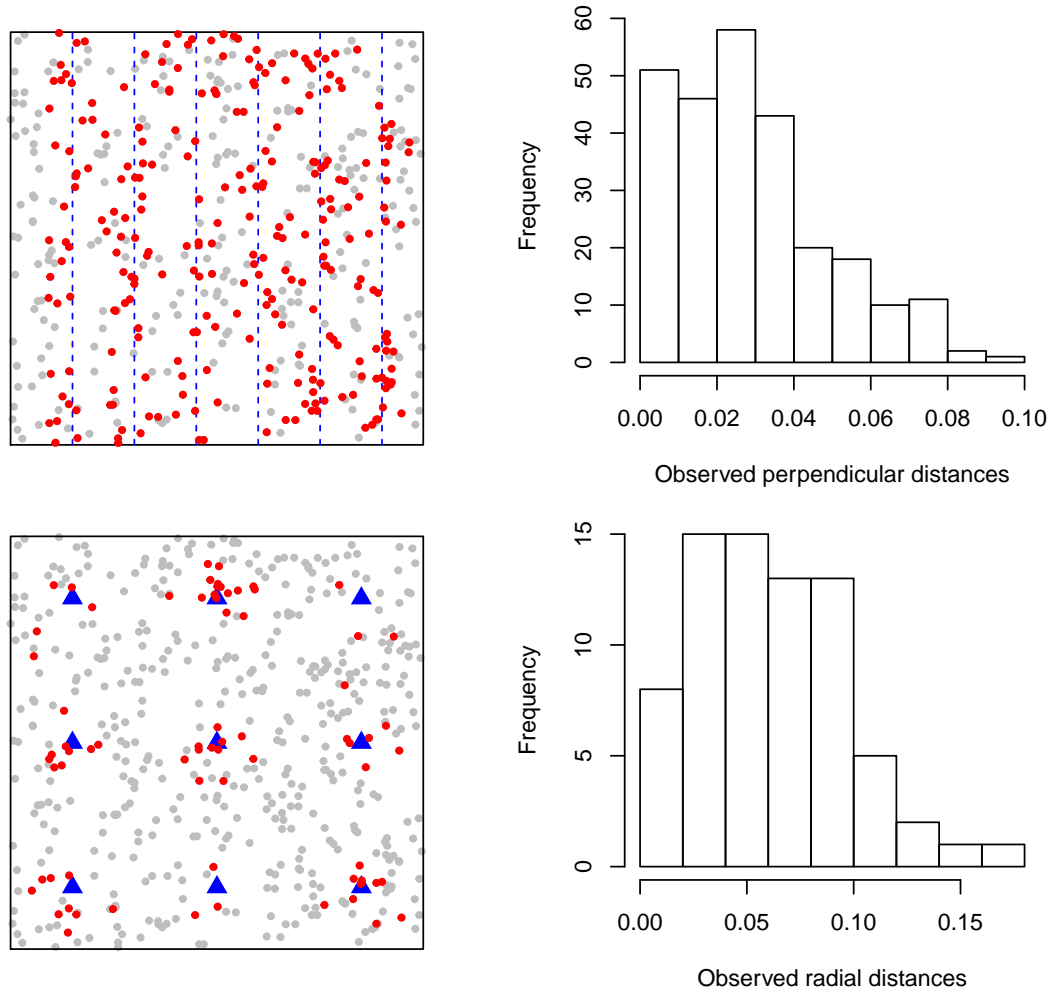 60
50
40
30
20
10
0
Frequency
0.00 0.02 0.04 0.06 0.08 0.10
Observed perpendicular distances
15
10
5
0
Frequency
0.00 0.05 0.10 0.15
Observed radial distances